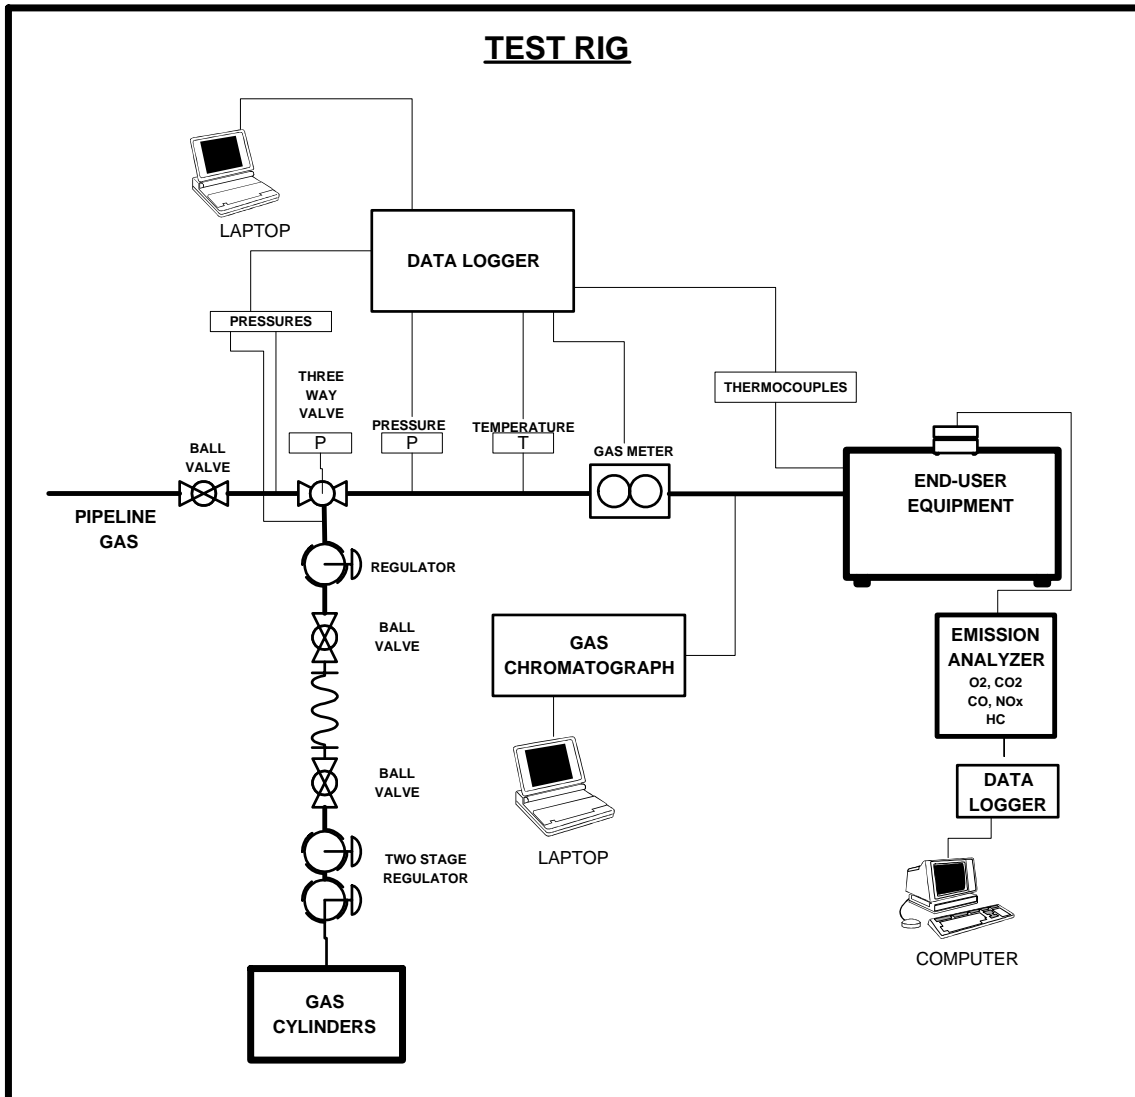 TEST RIG
LAPTOP
DATA LOGGER
PRESSURES
THREE
WAY
VALVE
P
PRESSURE
P
TEMPERATURE
T
THERMOCOUPLES
GAS METER
BALL
VALVE
PIPELINE
GAS
END-USER
EQUIPMENT
REGULATOR
BALL
VALVE
GAS
CHROMATOGRAPH
EMISSION
ANALYZER
O2, CO2
CO, NOx
HC
BALL
VALVE
DATA
LOGGER
LAPTOP
TWO STAGE
REGULATOR
COMPUTER
GAS
CYLINDERS